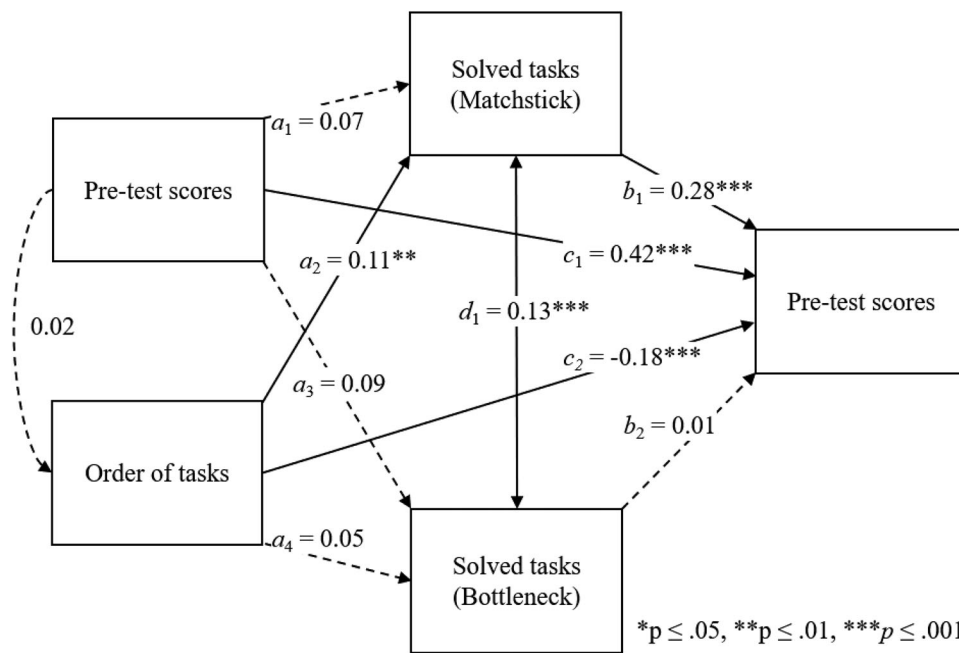 Solved tasks
(Matchstick)
a₁ = 0.07
Pre-test scores
b₁ = 0.28***
a₂ = 0.11**
c₁ = 0.42***
0.02
d₁ = 0.13***
Pre-test scores
c₂ = -0.18***
a₃ = 0.09
b₂ = 0.01
Order of tasks
a₄ = 0.05
Solved tasks
(Bottleneck)
*p ≤ .05, **p ≤ .01, ***p ≤ .001